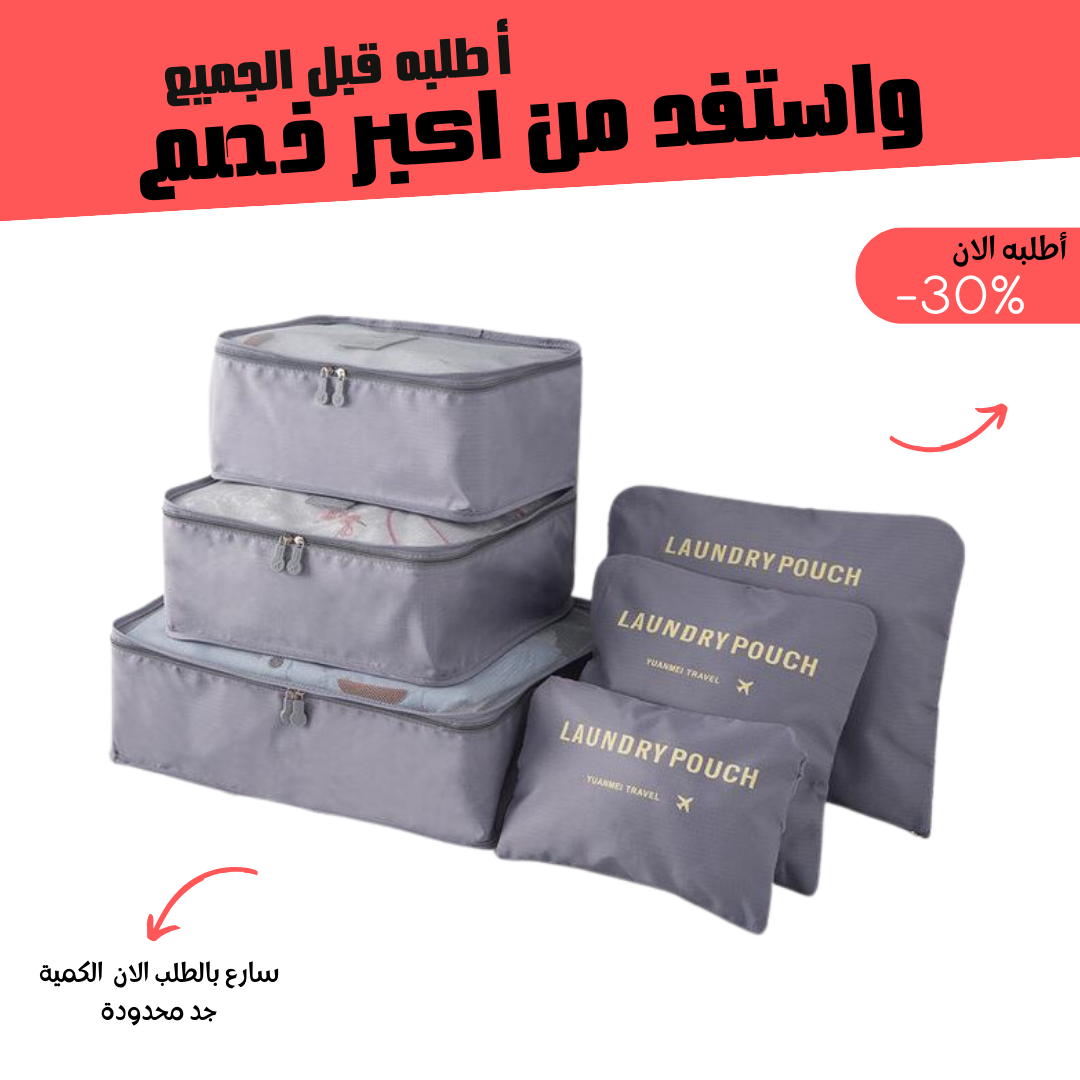 أطلبه قبل الجميع
واستفد من اكبر خصم
أطلبه الان
-30%
LAUNDRY POUCH
LAUNDRY POUCH
YUANMEI TRAVEL
LAUNDRY POUCH
YUANMEI TRAVEL
سارع بالطلب الان الكمية
جد محدودة